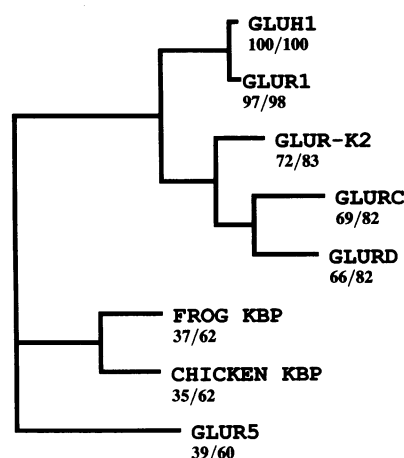 GLUH1
100/100
GLUR1
97/98
GLUR-K2
72/83
GLURC
69/82
GLURD
66/82
FROG KBP
37/62
CHICKEN KBP
35/62
GLUR5
39/60